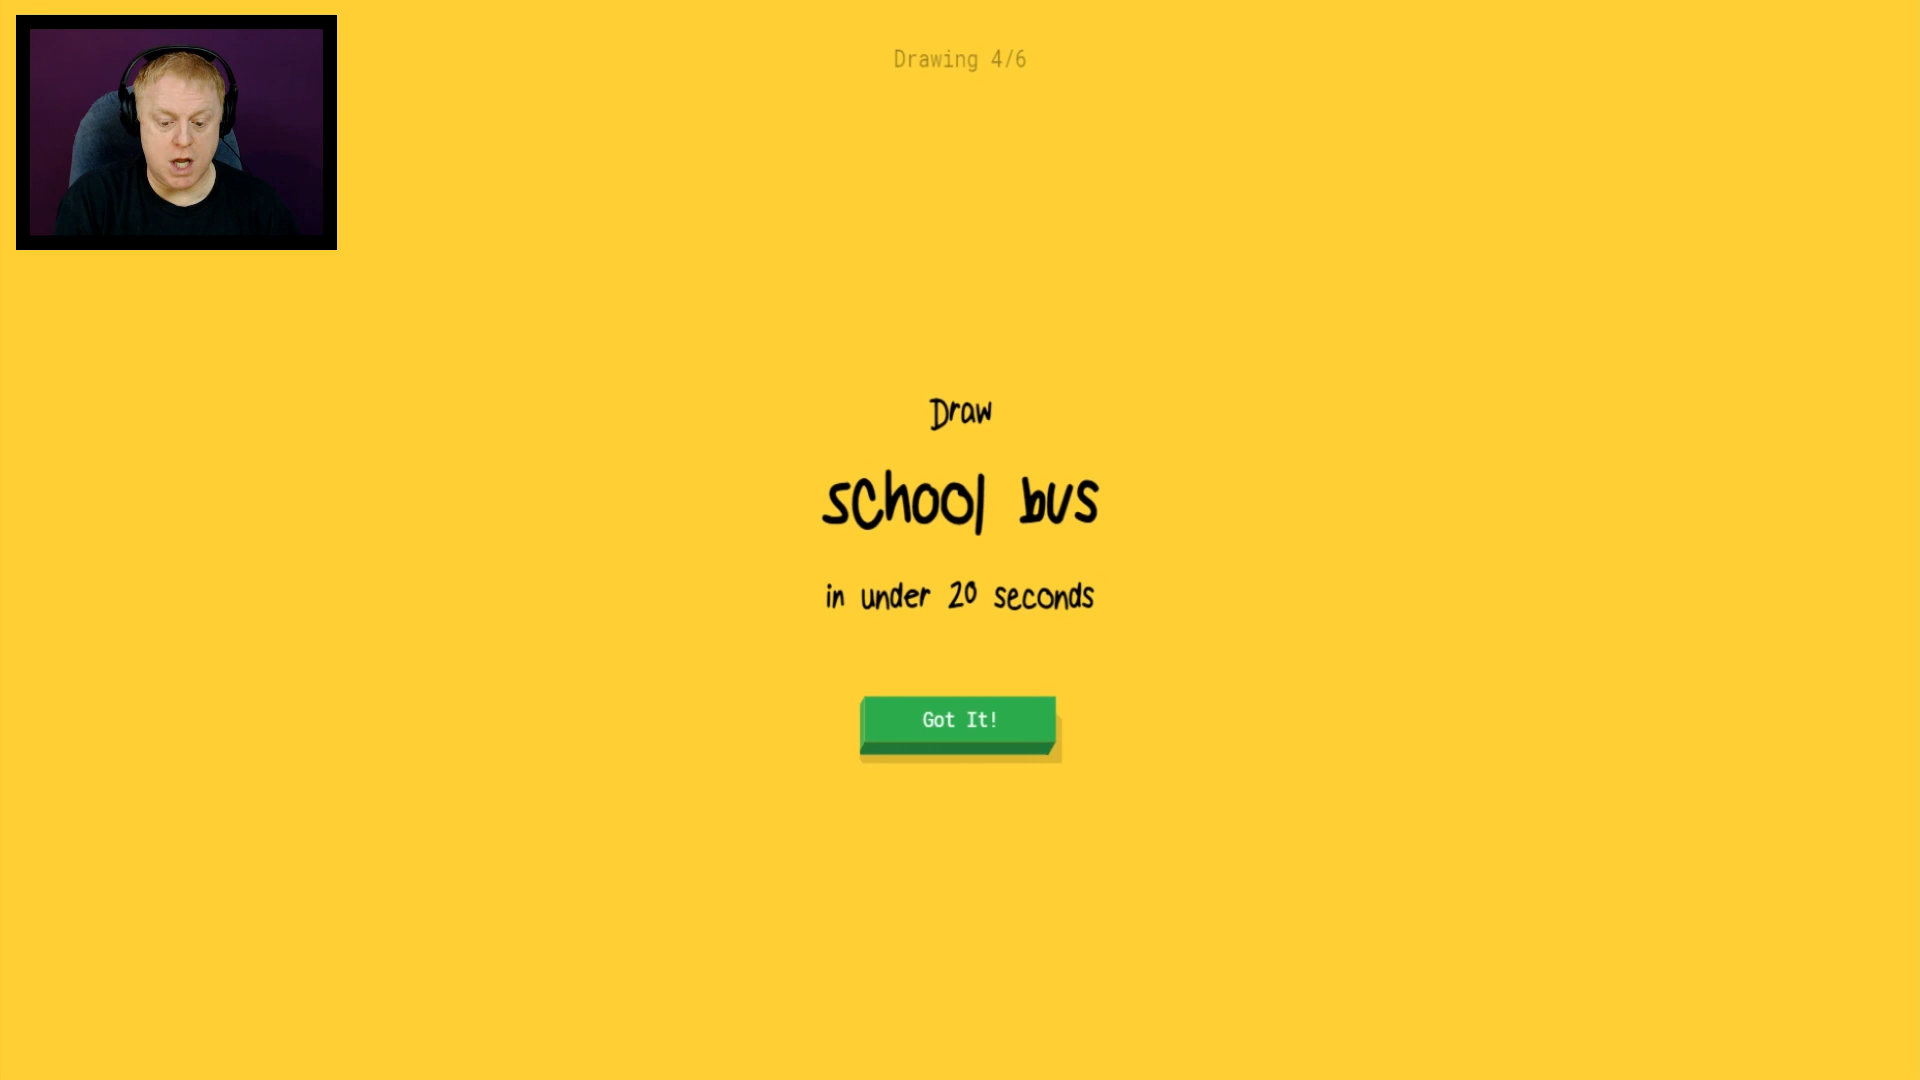 Drawing 4/6
Draw
school bus
in under 20 seconds
Got It!